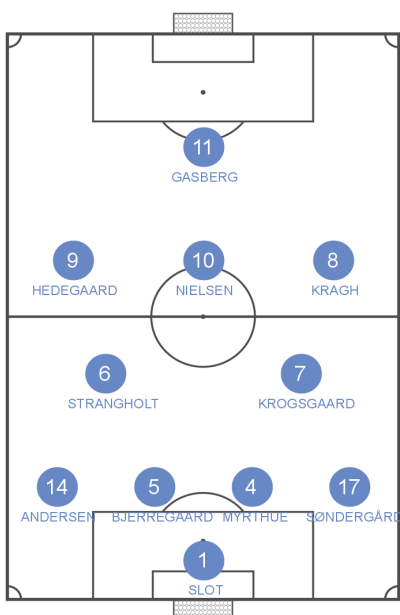 11
GASBERG
9 10 8
HEDEGAARD NIELSEN KRAGH
6 7
STRANGHOLT KROGSGAARD
14 5 4 17
ANDERSEN BJERREGAARD MYRTHUE SØNDERGÅRD
1
SLOT